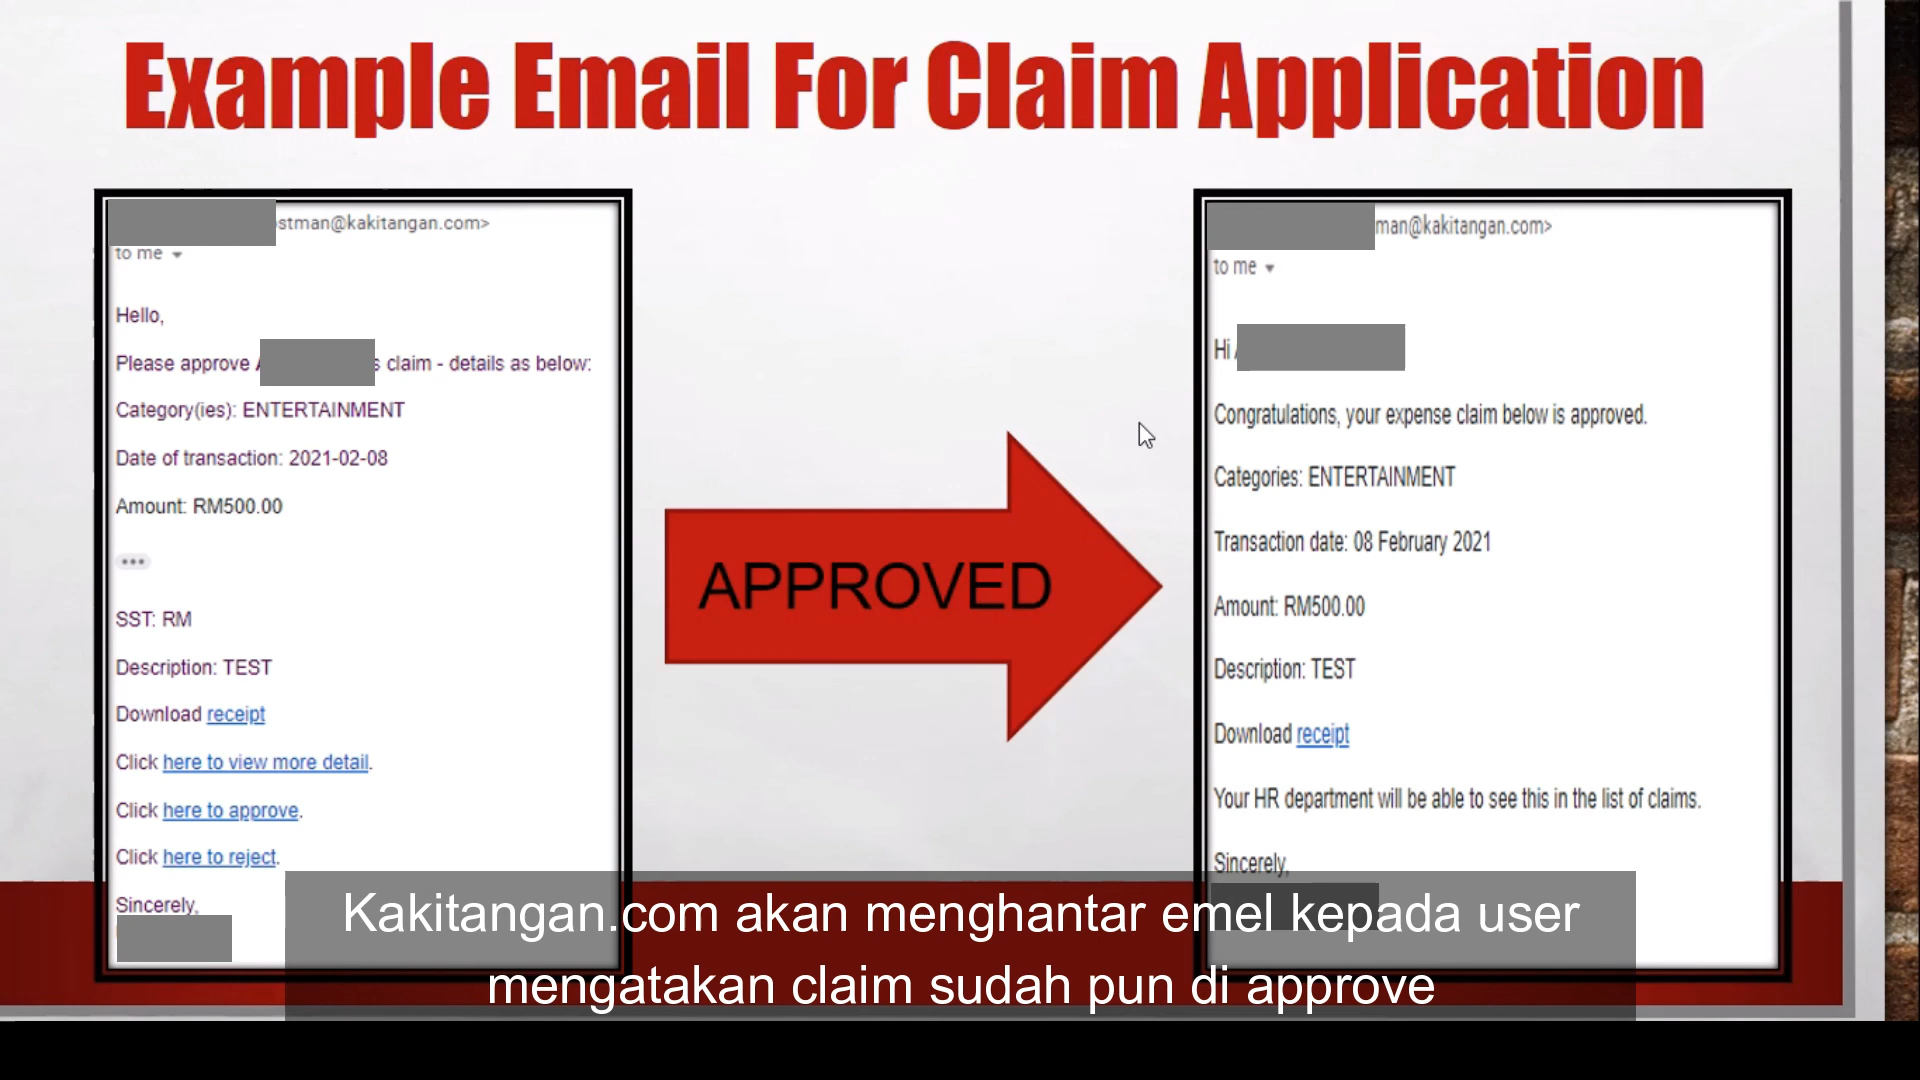 Example Email For Claim Application
stman@kakitangan.com>
to me
Hello,
Please approve claim - details as below:
Category(ies): ENTERTAINMENT
Date of transaction: 2021-02-08
Amount: RM500.00
SST: RM
Description: TEST
Download receipt
Click here to view more detail.
Click here to approve.
Click here to reject.
Sincerely,
APPROVED
man@kakitangan.com>
to me
Hi
Congratulations, your expense claim below is approved.
Categories: ENTERTAINMENT
Transaction date: 08 February 2021
Amount: RM500.00
Description: TEST
Download receipt
Your HR department will be able to see this in the list of claims.
Sincerely,
Kakitangan.com akan menghantar emel kepada user
mengatakan claim sudah pun di approve